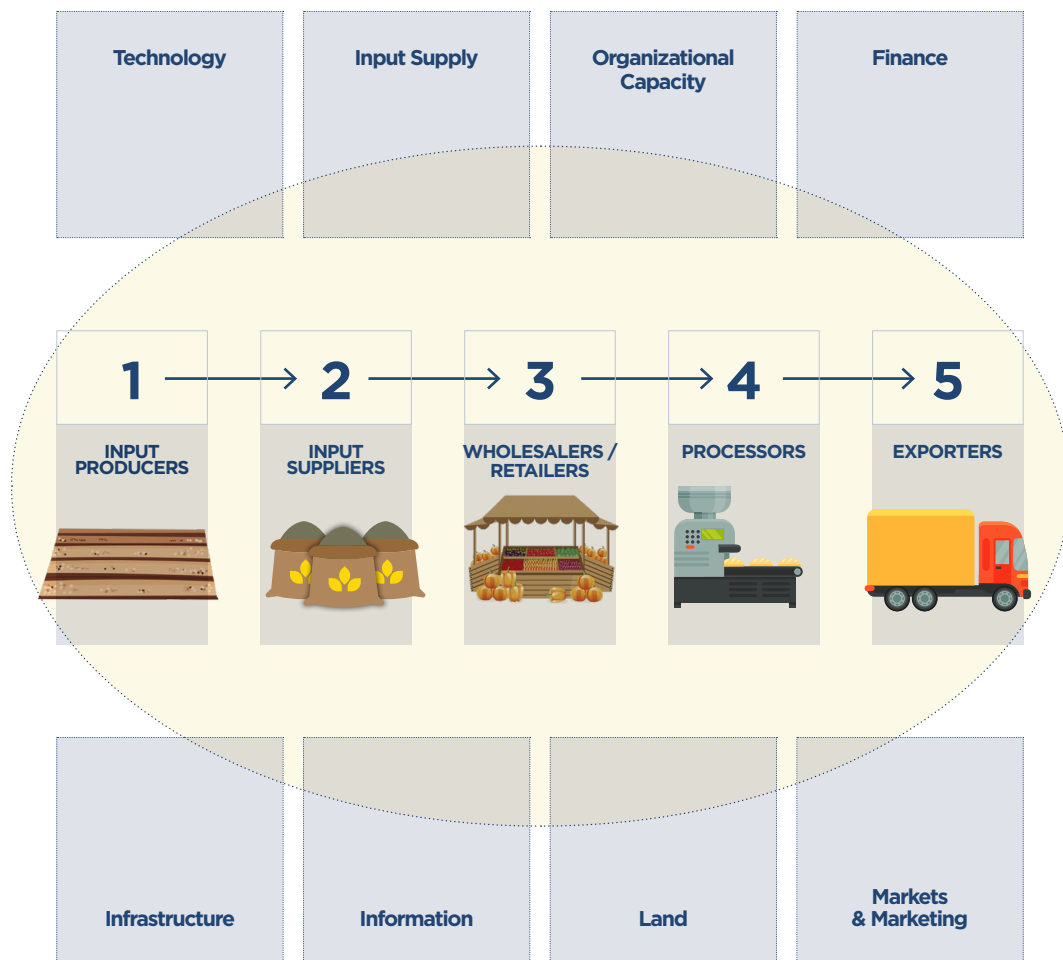 Technology
Input Supply
Organizational
Capacity
Finance
1
2
3
4
5
INPUT
PRODUCERS
INPUT
SUPPLIERS
WHOLESALERS /
RETAILERS
PROCESSORS
EXPORTERS
Infrastructure
Information
Land
Markets
& Marketing